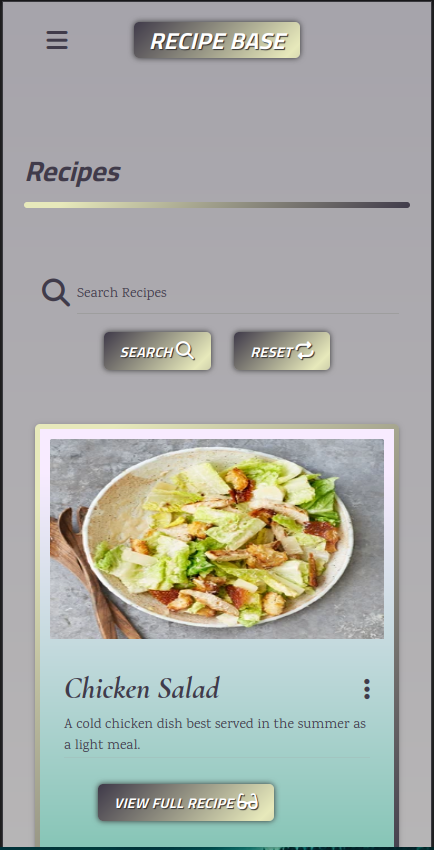 RECIPE BASE
Recipes
Search Recipes
SEARCH
RESET
Chicken Salad
A cold chicken dish best served in the summer as
a light meal.
VIEW FULL RECIPE